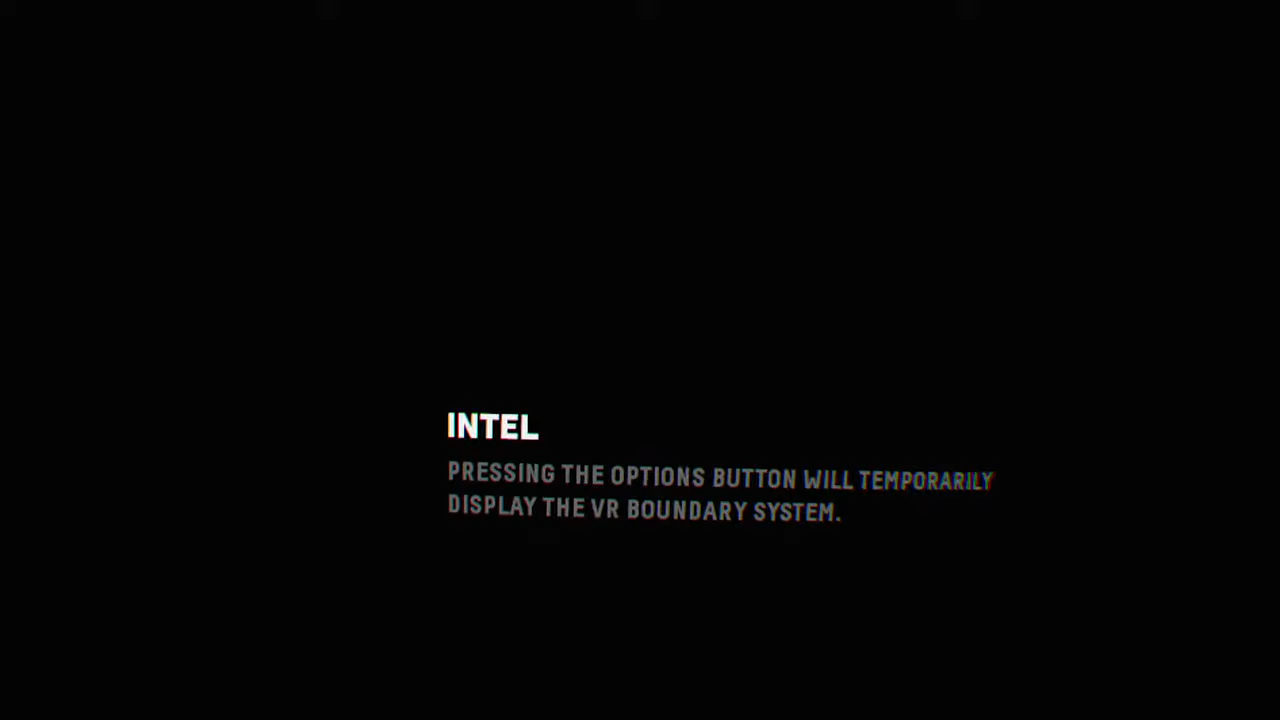 INTEL
PRESSING THE OPTIONS BUTTON WILL TEMPORARILY
DISPLAY THE VR BOUNDARY SYSTEM.